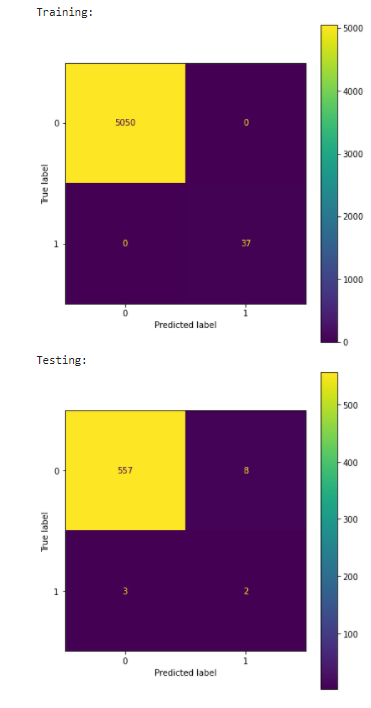 Training:
5000
0 5050 0
4000
3000
True label
2000
1 0 37
1000
0
0 1
Predicted label
Testing:
500
0 557 8
400
300
True label
200
1 3 2
100
0 1
Predicted label